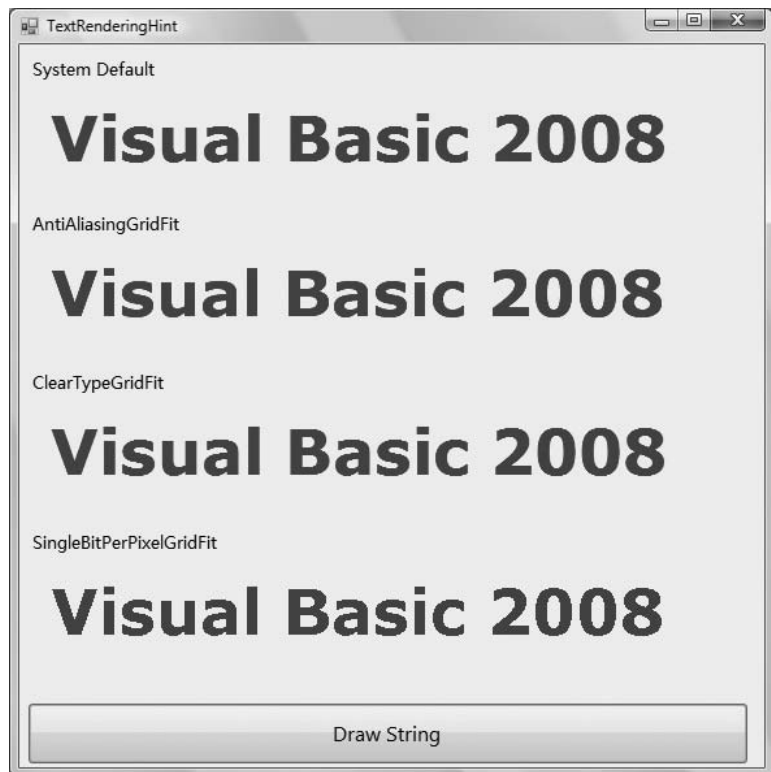 TextRenderingHint
System Default
Visual Basic 2008
AntiAliasingGridFit
Visual Basic 2008
ClearTypeGridFit
Visual Basic 2008
SingleBitPerPixelGridFit
Visual Basic 2008
Draw String